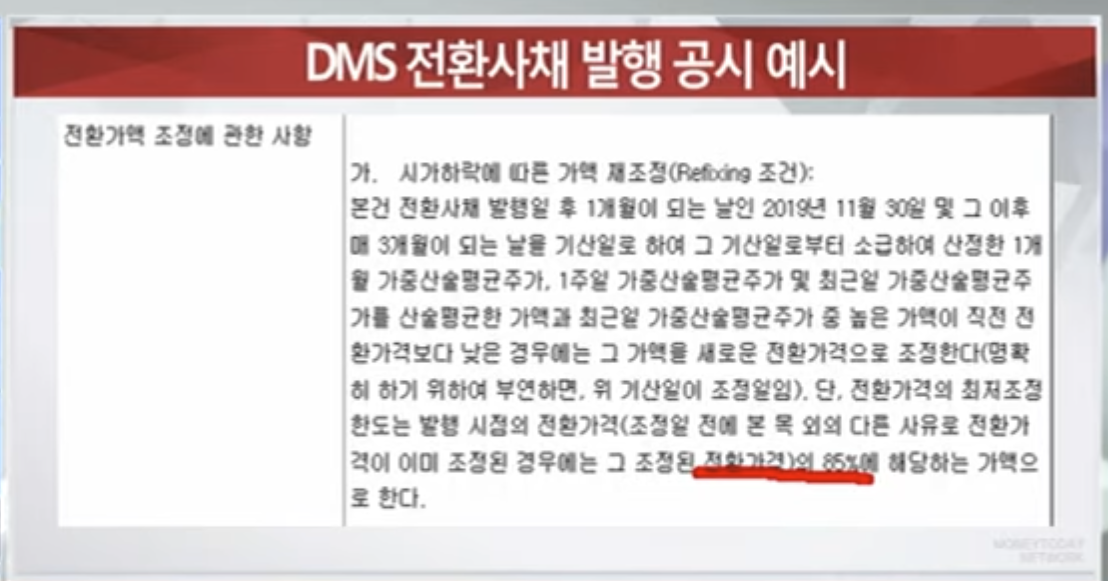 DMS 전환사채 발행 공시 예시
전환가액 조정에 관한 사항
가. 시가하락에 따른 가액 재조정(Refixing 조건):
본건 전환사채 발행일 후 1개월이 되는 날인 2019년 11월 30일 및 그 이후
매 3개월이 되는 날을 기산일로 하여 그 기산일로부터 소급하여 산정한 1개
월 가중산술평균주가, 1주일 가중산술평균주가 및 최근일 가중산술평균주
가를 산술평균한 가액과 최근일 가중산술평균주가 중 높은 가액이 직전 전
환가격보다 낮은 경우에는 그 가액을 새로운 전환가격으로 조정한다(명확
히 하기 위하여 부연하면, 위 기산일이 조정일임). 단, 전환가격의 최저조정
한도는 발행 시점의 전환가격(조정일 전에 본 목 외의 다른 사유로 전환가
격이 이미 조정된 경우에는 그 조정된 전환가격)의 85%에 해당하는 가액으
로 한다.
MONEYTODAY
NETWORK